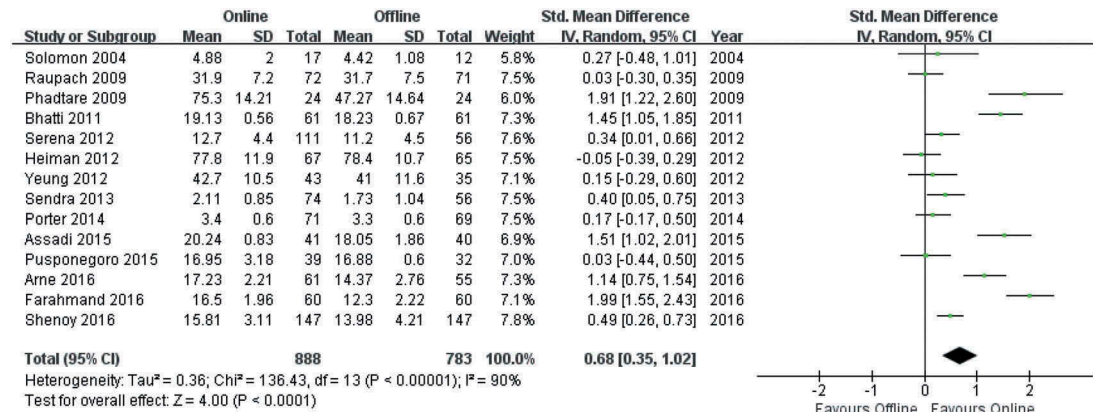 Online Offline Std. Mean Difference Std. Mean Difference
Study or Subgroup Mean SD Total Mean SD Total Weight IV, Random, 95% CI Year IV, Random, 95% CI
Solomon 2004 4.88 2 17 4.42 1.08 12 5.8% 0.27 [-0.48, 1.01] 2004
Raupach 2009 31.9 7.2 72 31.7 7.5 71 7.5% 0.03 [-0.30, 0.35] 2009
Phadtare 2009 75.3 14.21 24 47.27 14.64 24 6.0% 1.91 [1.22, 2.60] 2009
Bhatti 2011 19.13 0.56 61 18.23 0.67 61 7.3% 1.45 [1.05, 1.85] 2011
Serena 2012 12.7 4.4 111 11.2 4.5 56 7.5% 0.34 [0.01, 0.66] 2012
Heiman 2012 77.8 11.9 67 78.4 10.7 65 7.5% -0.05 [-0.39, 0.29] 2012
Yeung 2012 42.7 10.5 43 41 11.6 35 7.1% 0.15 [-0.29, 0.60] 2012
Sendra 2013 2.11 0.85 74 1.73 1.04 56 7.4% 0.40 [0.05, 0.75] 2013
Porter 2014 3.4 0.6 71 3.3 0.6 69 7.5% 0.17 [-0.17, 0.50] 2014
Assadi 2015 20.24 0.83 41 18.05 1.86 40 6.9% 1.51 [1.02, 2.01] 2015
Pusponegoro 2015 16.95 3.18 39 16.88 0.6 32 7.0% 0.03 [-0.44, 0.50] 2015
Arne 2016 17.23 2.21 61 14.37 2.76 55 7.3% 1.14 [0.75, 1.54] 2016
Farahmand 2016 16.5 1.96 60 12.3 2.22 60 7.1% 1.99 [1.55, 2.43] 2016
Shenoy 2016 15.81 3.11 147 13.98 4.21 147 7.8% 0.49 [0.26, 0.73] 2016
Total (95% CI) 888 783 100.0% 0.68 [0.35, 1.02]
Heterogeneity: Tau² = 0.36; Chi² = 136.43, df = 13 (P < 0.00001); I² = 90%
Test for overall effect: Z = 4.00 (P < 0.0001)
-2 -1 0 1 2
Favours Offline Favours Online